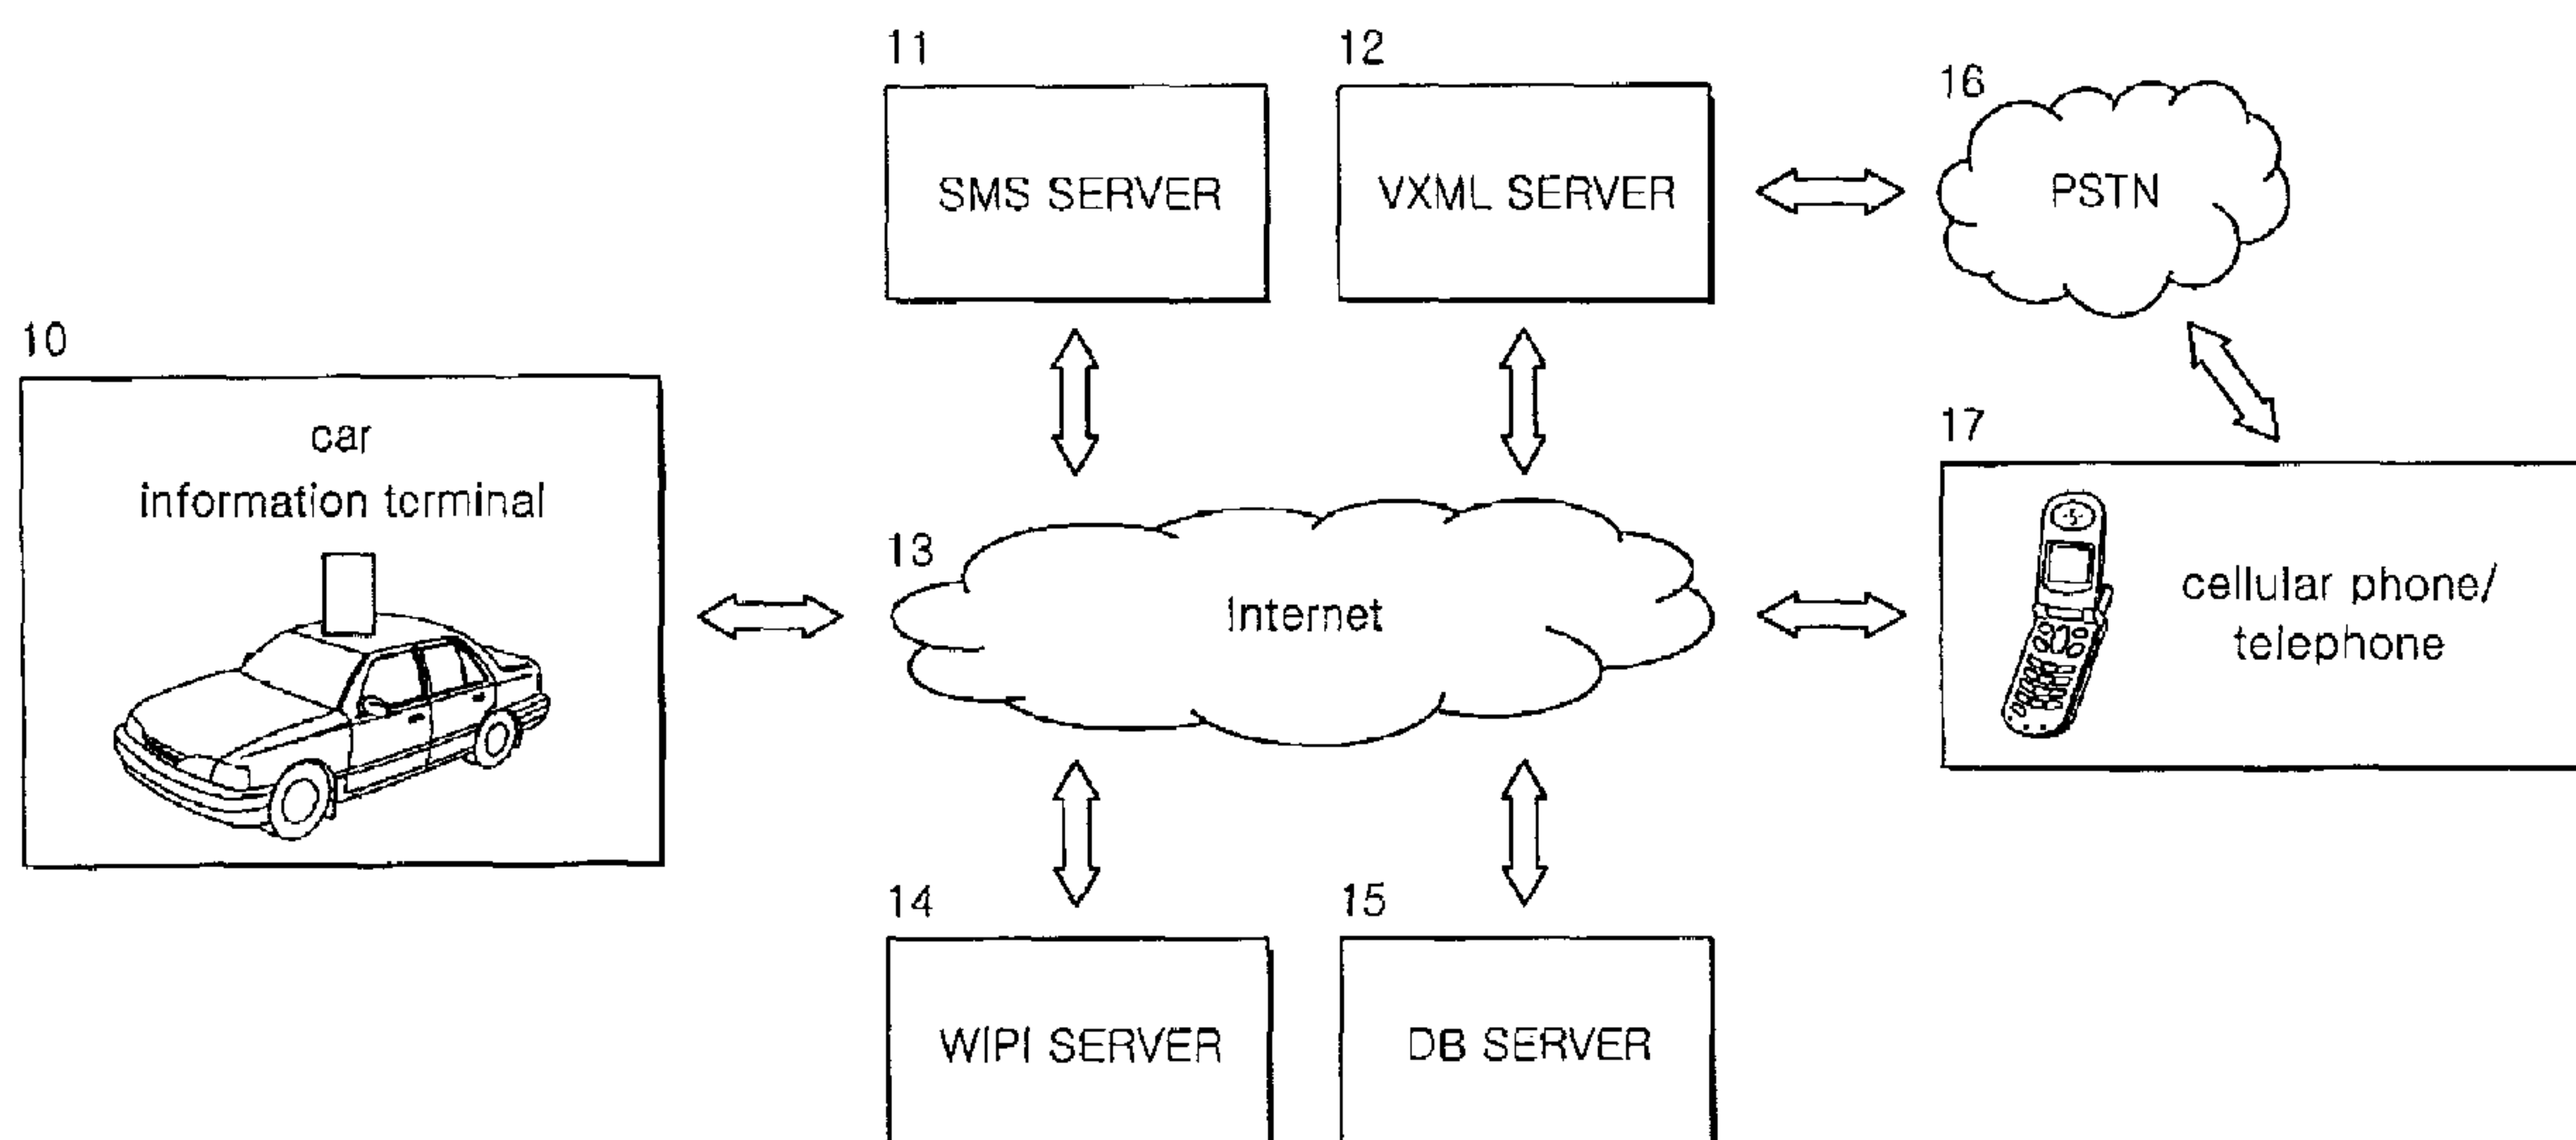 11
12
16
SMS SERVER
VXML SERVER
PSTN
10
car
information terminal
17
13
Internet
cellular phone/
telephone
14
15
WIPI SERVER
DB SERVER